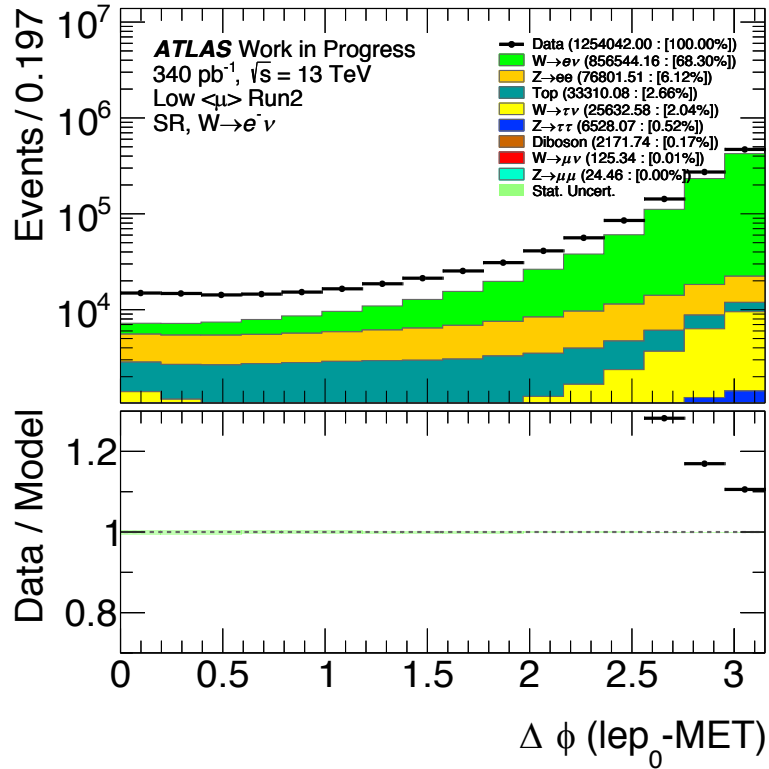 10⁷
10⁶
10⁵
10⁴
Events / 0.197
ATLAS Work in Progress
340 pb⁻¹, √s = 13 TeV
Low <μ> Run2
SR, W→e⁻ν
Data (1254042.00 : [100.00%])
W→eν (856544.16 : [68.30%])
Z→ee (76801.51 : [6.12%])
Top (33310.08 : [2.66%])
W→τν (25632.58 : [2.04%])
Z→ττ (6528.07 : [0.52%])
Diboson (2171.74 : [0.17%])
W→μν (125.34 : [0.01%])
Z→μμ (24.46 : [0.00%])
Stat. Uncert.
Data / Model
1.2
1
0.8
0 0.5 1 1.5 2 2.5 3
Δ ϕ (lep₀-MET)